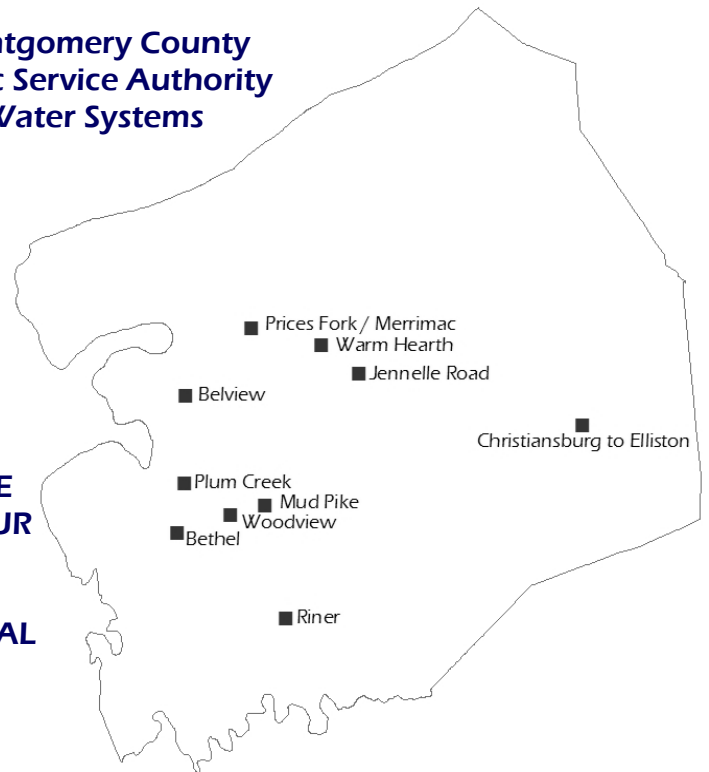 ntgomery County
c Service Authority
Water Systems
Prices Fork / Merrimac
Warm Hearth
Jennelle Road
Belview
Christiansburg to Elliston
Plum Creek
Mud Pike
Woodview
Bethel
Riner
E
UR
AL